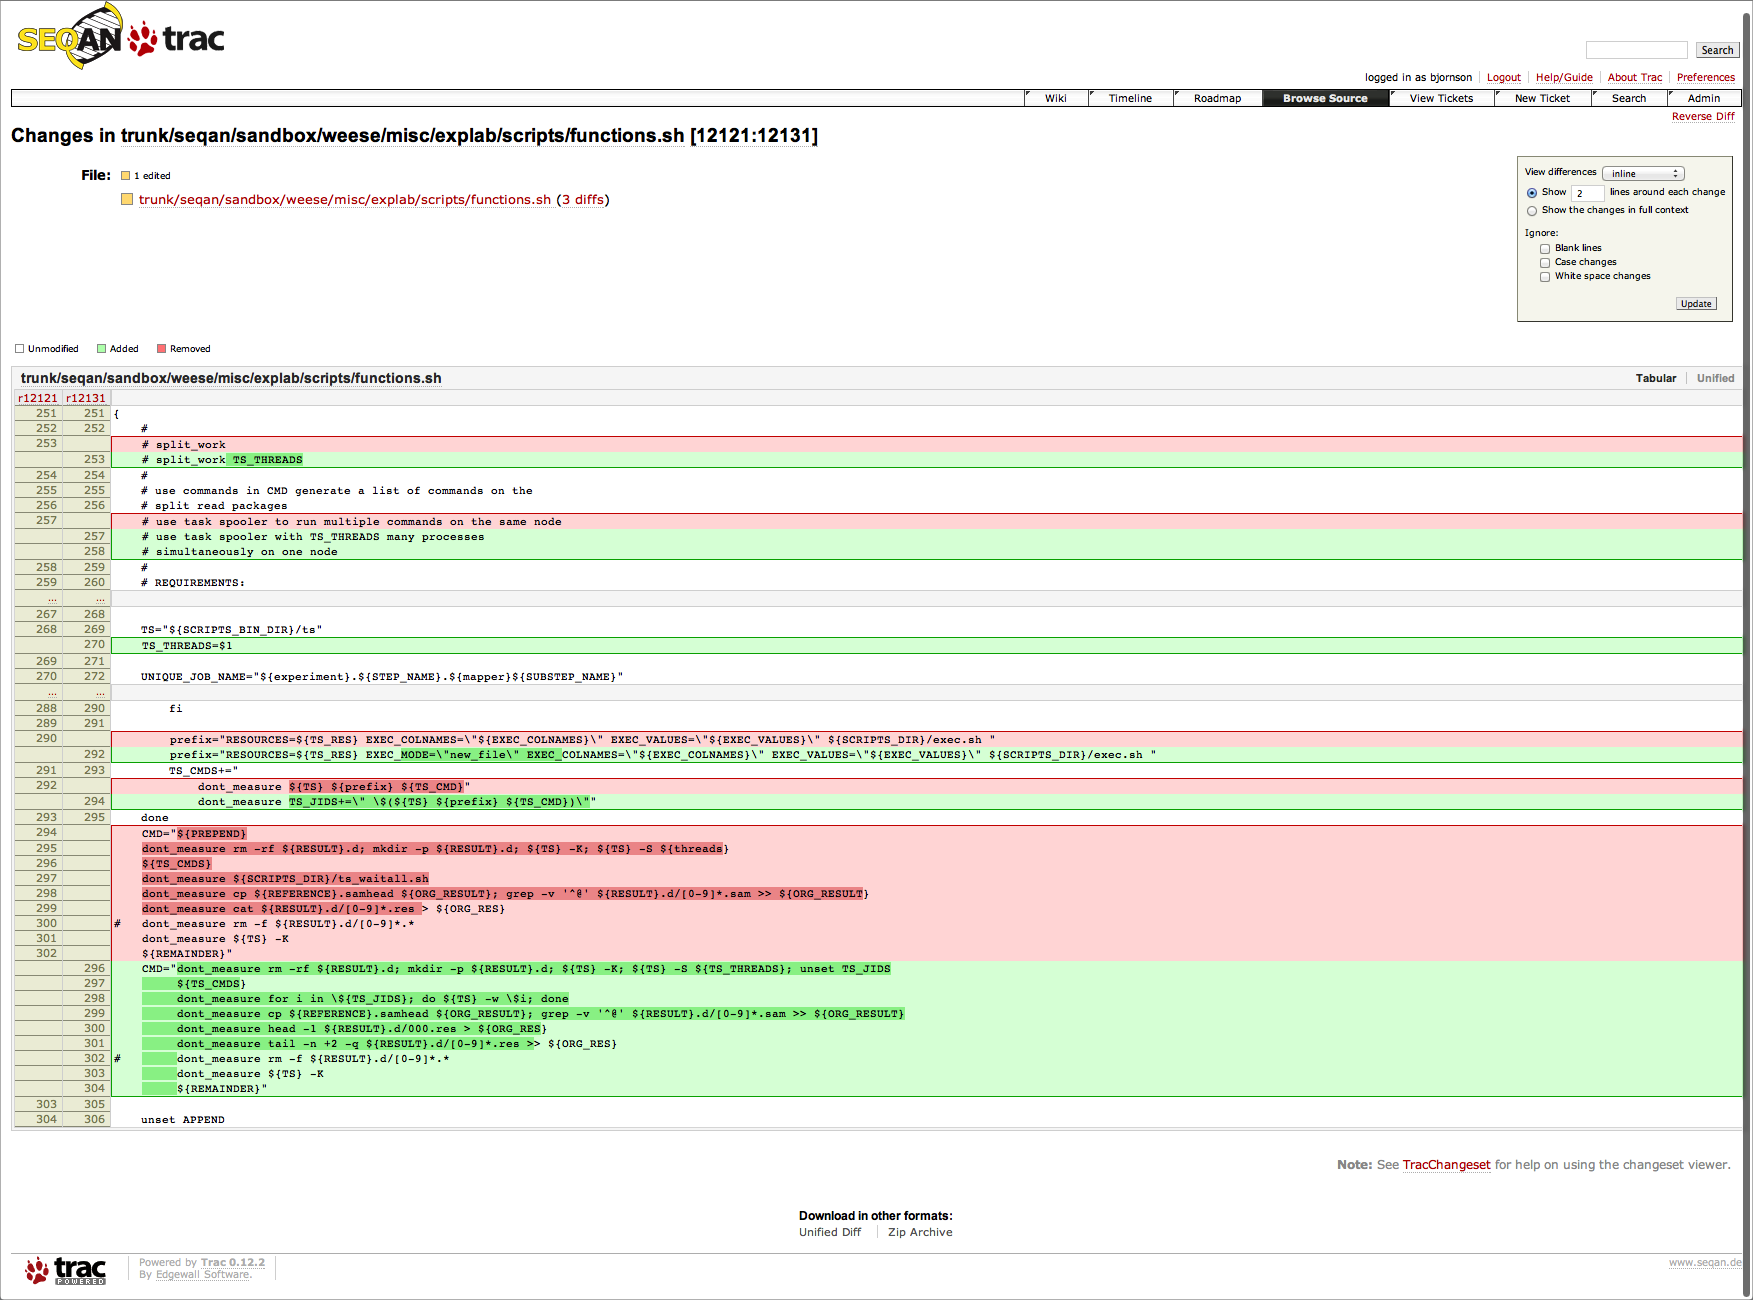 SEQAN trac
Search
logged in as bjornson Logout Help/Guide About Trac Preferences
Wiki Timeline Roadmap Browse Source View Tickets New Ticket Search Admin
Reverse Diff
Changes in trunk/seqan/sandbox/weese/misc/explab/scripts/functions.sh [12121:12131]
File: 1 edited
trunk/seqan/sandbox/weese/misc/explab/scripts/functions.sh (3 diffs)
View differences inline
Show 2 lines around each change
Show the changes in full context
Ignore:
Blank lines
Case changes
White space changes
Update
Unmodified Added Removed
trunk/seqan/sandbox/weese/misc/explab/scripts/functions.sh Tabular Unified
r12121 r12131
251 251 {
252 252 #
253 # split_work
253 # split_work TS_THREADS
254 254 #
255 255 # use commands in CMD generate a list of commands on the
256 256 # split read packages
257 # use task spooler to run multiple commands on the same node
257 # use task spooler with TS_THREADS many processes
258 # simultaneously on one node
258 259 #
259 260 # REQUIREMENTS:
... ...
267 268
268 269 TS="${SCRIPTS_BIN_DIR}/ts"
270 TS_THREADS=$1
269 271
270 272 UNIQUE_JOB_NAME="${experiment}.${STEP_NAME}.${mapper}${SUBSTEP_NAME}"
... ...
288 290 fi
289 291
290 prefix="RESOURCES=${TS_RES} EXEC_COLNAMES=\"${EXEC_COLNAMES}\" EXEC_VALUES=\"${EXEC_VALUES}\" ${SCRIPTS_DIR}/exec.sh "
292 prefix="RESOURCES=${TS_RES} EXEC_MODE=\"new_file\" EXEC_COLNAMES=\"${EXEC_COLNAMES}\" EXEC_VALUES=\"${EXEC_VALUES}\" ${SCRIPTS_DIR}/exec.sh "
291 293 TS_CMDS+="
292 dont_measure ${TS} ${prefix} ${TS_CMD}"
294 dont_measure TS_JIDS+=\" \$(${TS} ${prefix} ${TS_CMD})\""
293 295 done
294 CMD="${PREPEND}
295 dont_measure rm -rf ${RESULT}.d; mkdir -p ${RESULT}.d; ${TS} -K; ${TS} -S ${threads}
296 ${TS_CMDS}
297 dont_measure ${SCRIPTS_DIR}/ts_waitall.sh
298 dont_measure cp ${REFERENCE}.samhead ${ORG_RESULT}; grep -v '^@' ${RESULT}.d/[0-9]*.sam >> ${ORG_RESULT}
299 dont_measure cat ${RESULT}.d/[0-9]*.res > ${ORG_RES}
300 # dont_measure rm -f ${RESULT}.d/[0-9]*.*
301 dont_measure ${TS} -K
302 ${REMAINDER}"
296 CMD="dont_measure rm -rf ${RESULT}.d; mkdir -p ${RESULT}.d; ${TS} -K; ${TS} -S ${TS_THREADS}; unset TS_JIDS
297 ${TS_CMDS}
298 dont_measure for i in \${TS_JIDS}; do ${TS} -w \$i; done
299 dont_measure cp ${REFERENCE}.samhead ${ORG_RESULT}; grep -v '^@' ${RESULT}.d/[0-9]*.sam >> ${ORG_RESULT}
300 dont_measure head -1 ${RESULT}.d/000.res > ${ORG_RES}
301 dont_measure tail -n +2 -q ${RESULT}.d/[0-9]*.res >> ${ORG_RES}
302 # dont_measure rm -f ${RESULT}.d/[0-9]*.*
303 dont_measure ${TS} -K
304 ${REMAINDER}"
303 305
304 306 unset APPEND
Note: See TracChangeset for help on using the changeset viewer.
Download in other formats:
Unified Diff Zip Archive
trac POWERED
Powered by Trac 0.12.2
By Edgewall Software.
www.seqan.de